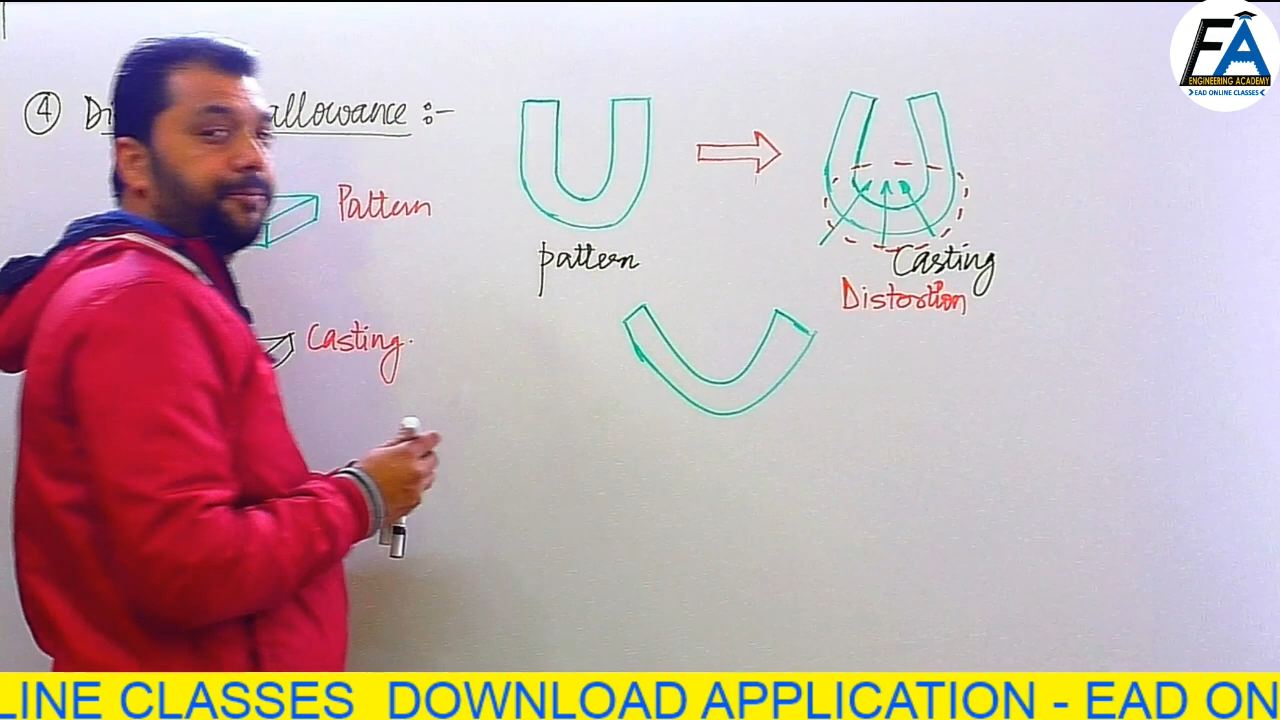 ④ Di allowance :-
Pattern
Casting.
pattern
Casting
Distortion
EA
ENGINEERING ACADEMY
EAD ONLINE CLASSES
LINE CLASSES DOWNLOAD APPLICATION - EAD ON